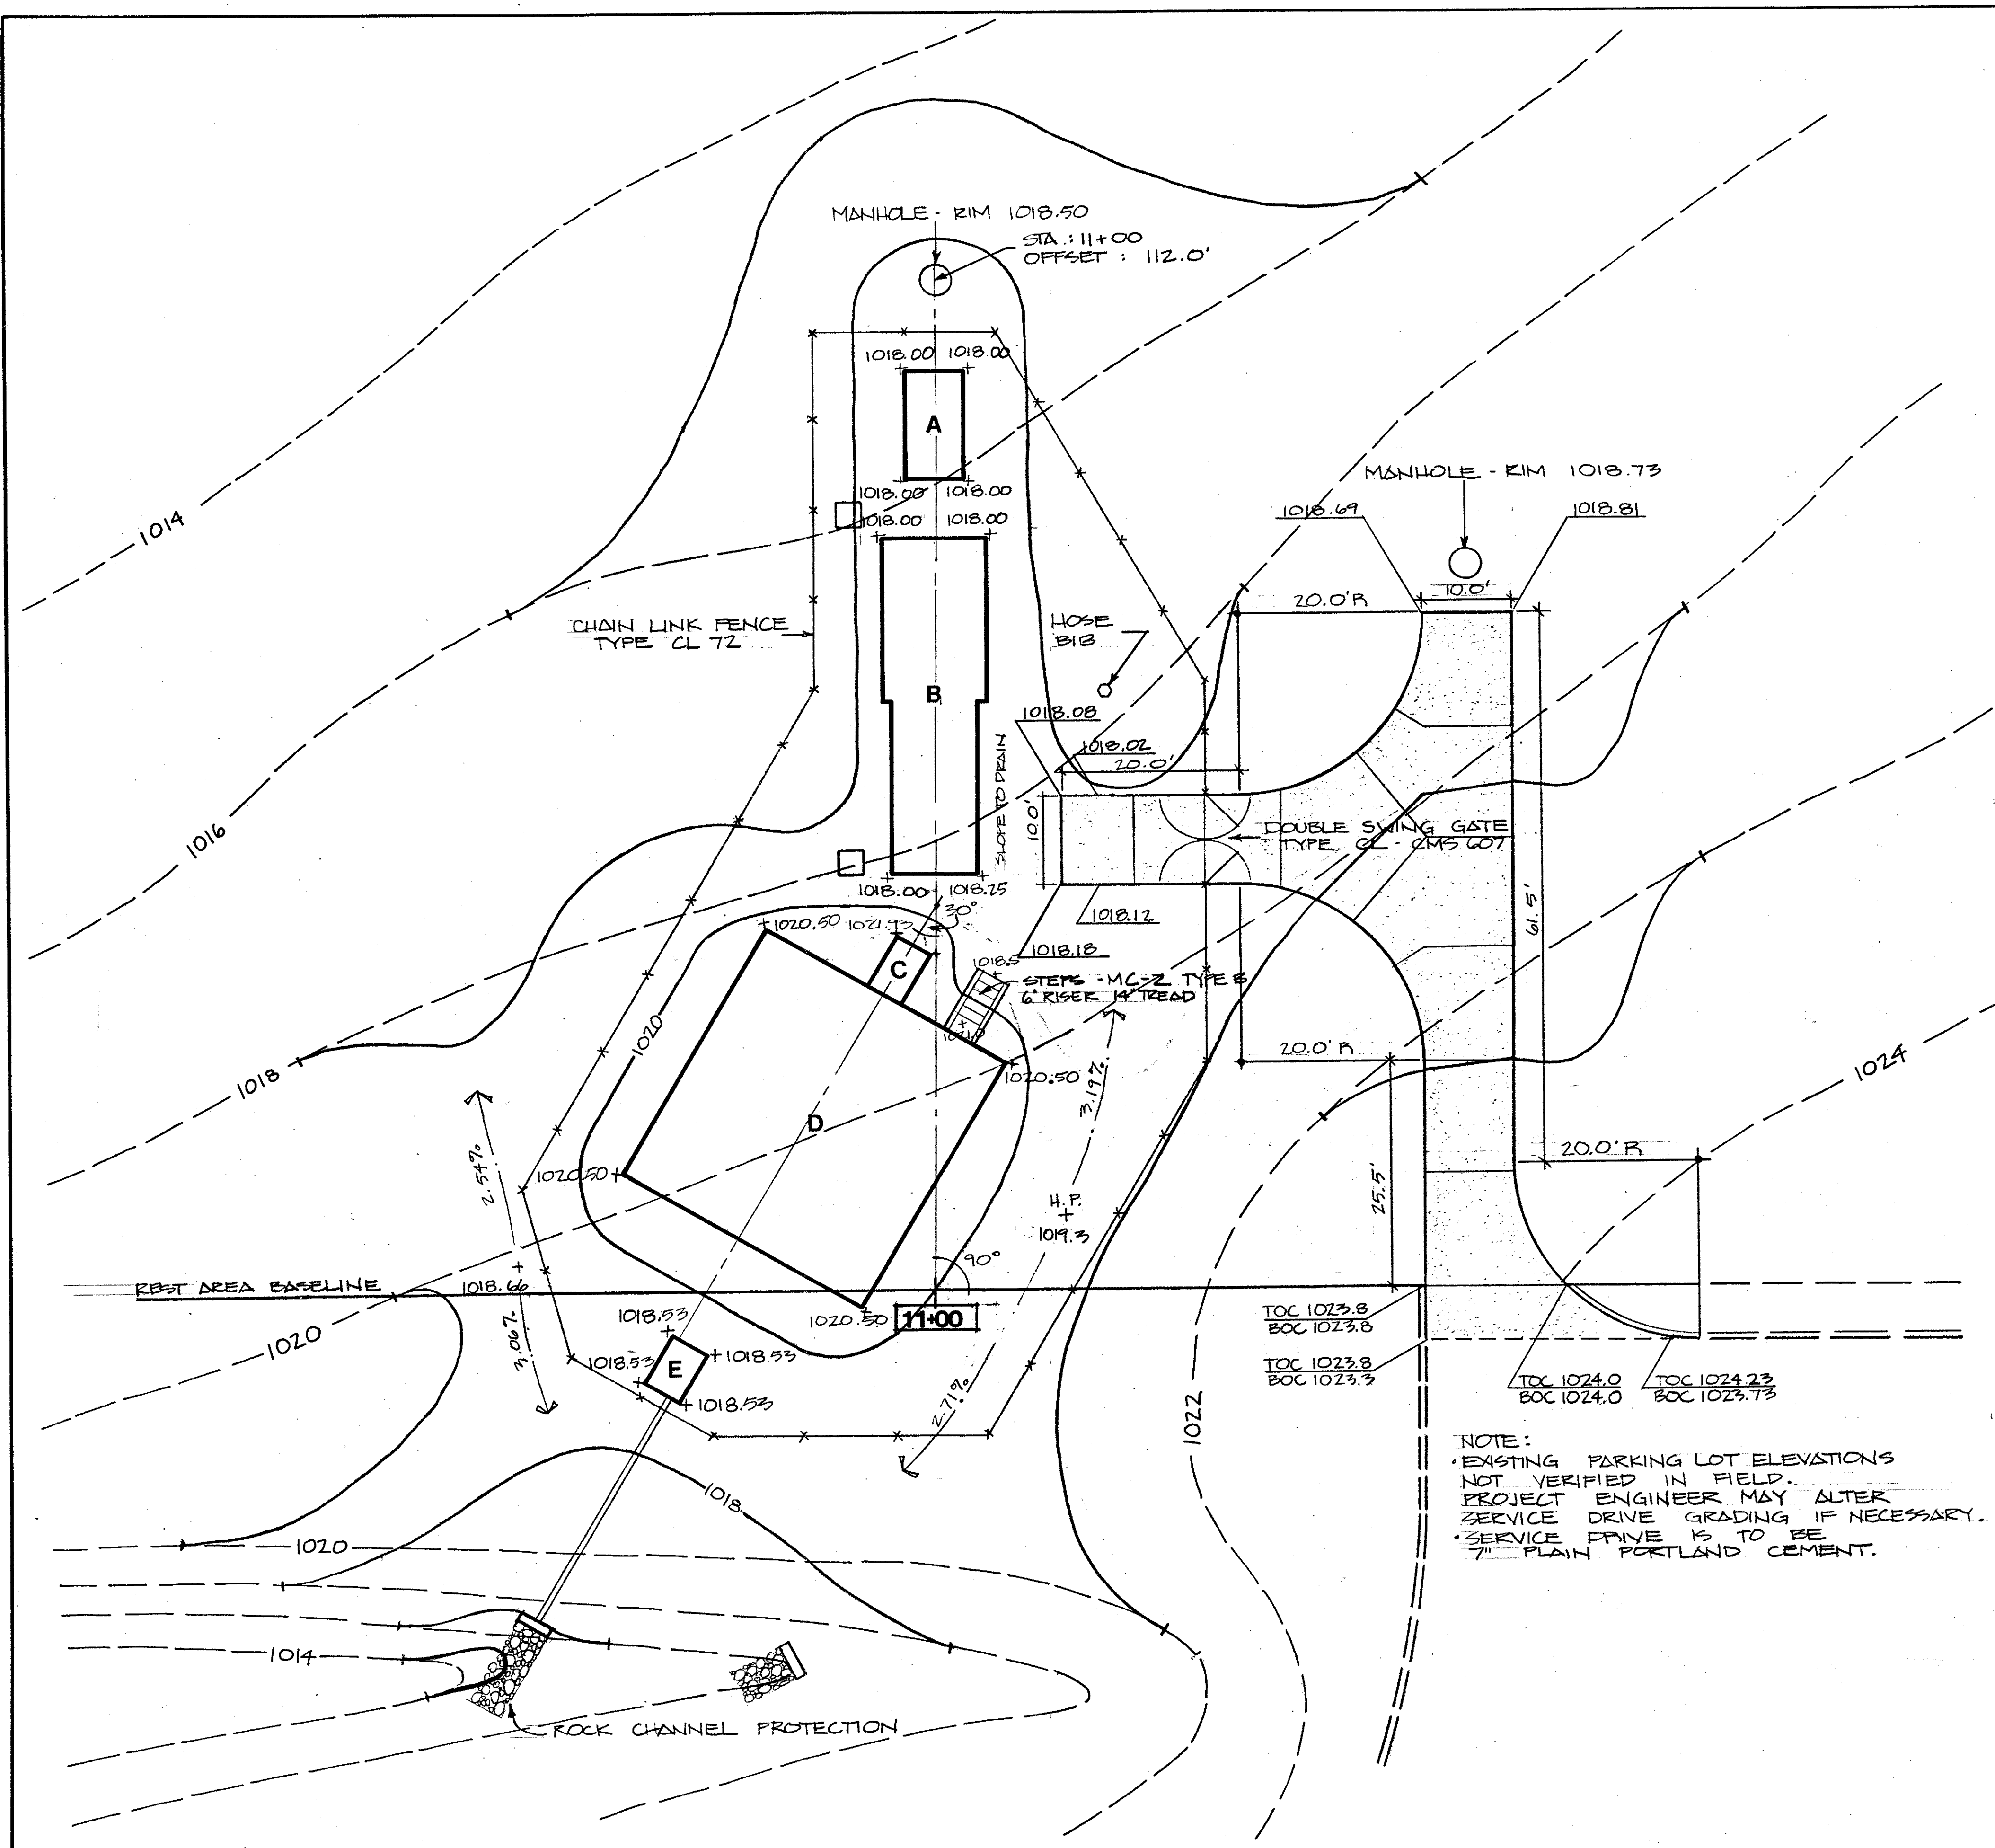 MANHOLE - RIM 1018.50
STA.: 11+00
OFFSET : 112.0'
1018.00 1018.00
A
1018.00 1018.00
1018.00 1018.00
1014
MANHOLE - RIM 1018.73
1018.69
1018.81
10.0'
20.0' R
CHAIN LINK FENCE
TYPE CL 72
HOSE
BIB
B
1018.08
1018.02
20.0'
SLOPE TO DRAIN
10.0'
1016
DOUBLE SWING GATE
TYPE CL - CMS 607
1018.00
1018.25
30°
1018.12
61.5'
1020.50
1021.93
C
1018.18
1018.5
STEPS - MC-2 TYPE B
6" RISER 14" TREAD
1020
1018
1020.50
3.19%
20.0' R
1024
D
2.54%
1020.50
20.0' R
25.5'
H.P.
1019.3
90°
REST AREA BASELINE
1018.66
1018.53
1020.50
11+00
TOC 1023.8
BOC 1023.8
1020
3.067%
1018.53
E
1018.53
1018.53
2.71%
TOC 1023.8
BOC 1023.3
TOC 1024.0
BOC 1024.0
TOC 1024.23
BOC 1023.73
1022
NOTE:
• EXISTING PARKING LOT ELEVATIONS
NOT VERIFIED IN FIELD.
PROJECT ENGINEER MAY ALTER
SERVICE DRIVE GRADING IF NECESSARY.
• SERVICE DRIVE IS TO BE
7" PLAIN PORTLAND CEMENT.
1018
1020
1014
ROCK CHANNEL PROTECTION